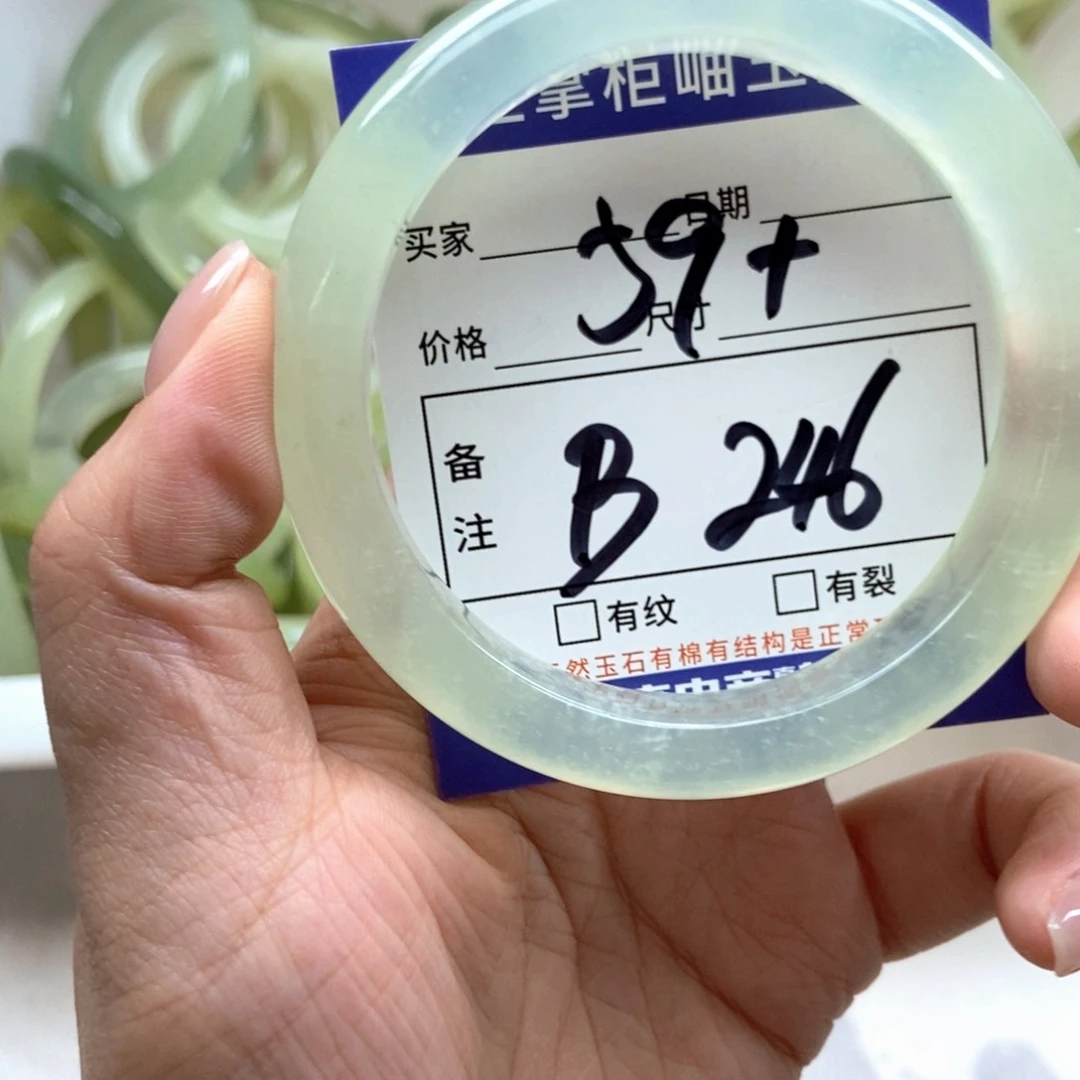 掌柜岫玉
买家 日期
59+
价格 尺寸
备注
B 246
有纹 有裂
然玉石有棉有结构是正常